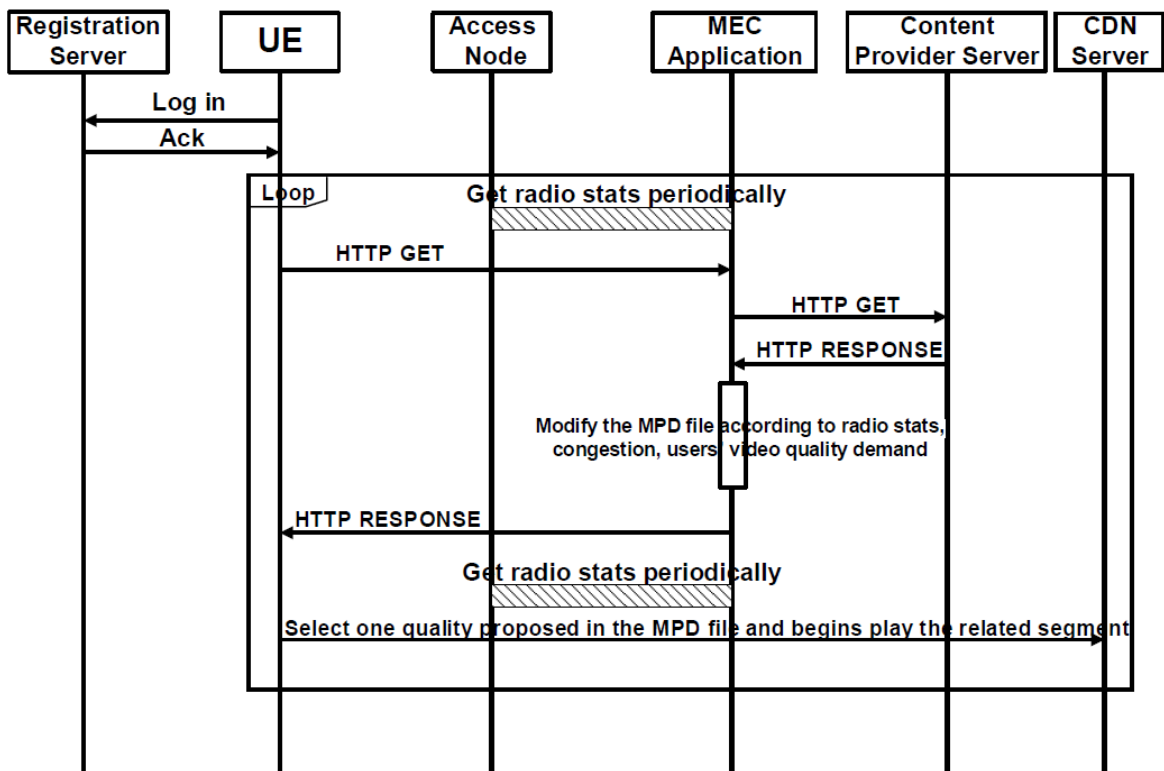 Registration
Server
UE
Access
Node
MEC
Application
Content
Provider Server
CDN
Server
Log in
Ack
Loop
Get radio stats periodically
HTTP GET
HTTP GET
HTTP RESPONSE
Modify the MPD file according to radio stats,
congestion, users' video quality demand
HTTP RESPONSE
Get radio stats periodically
Select one quality proposed in the MPD file and begins play the related segment